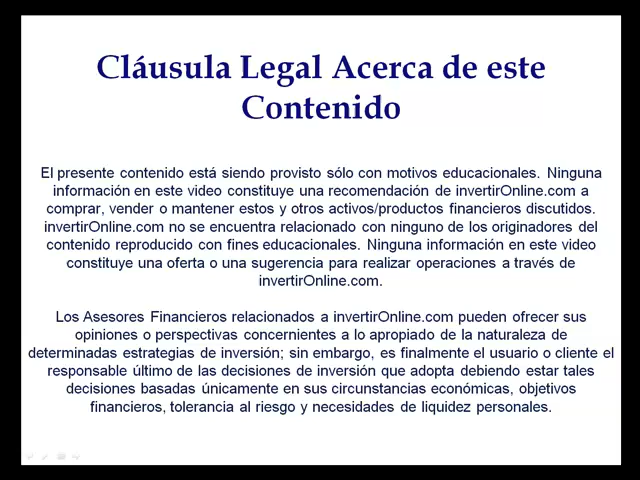 Cláusula Legal Acerca de este
Contenido
El presente contenido está siendo provisto sólo con motivos educacionales. Ninguna
información en este video constituye una recomendación de invertirOnline.com a
comprar, vender o mantener estos y otros activos/productos financieros discutidos.
invertirOnline.com no se encuentra relacionado con ninguno de los originadores del
contenido reproducido con fines educacionales. Ninguna información en este video
constituye una oferta o una sugerencia para realizar operaciones a través de
invertirOnline.com.
Los Asesores Financieros relacionados a invertirOnline.com pueden ofrecer sus
opiniones o perspectivas concernientes a lo apropiado de la naturaleza de
determinadas estrategias de inversión; sin embargo, es finalmente el usuario o cliente el
responsable último de las decisiones de inversión que adopta debiendo estar tales
decisiones basadas únicamente en sus circunstancias económicas, objetivos
financieros, tolerancia al riesgo y necesidades de liquidez personales.